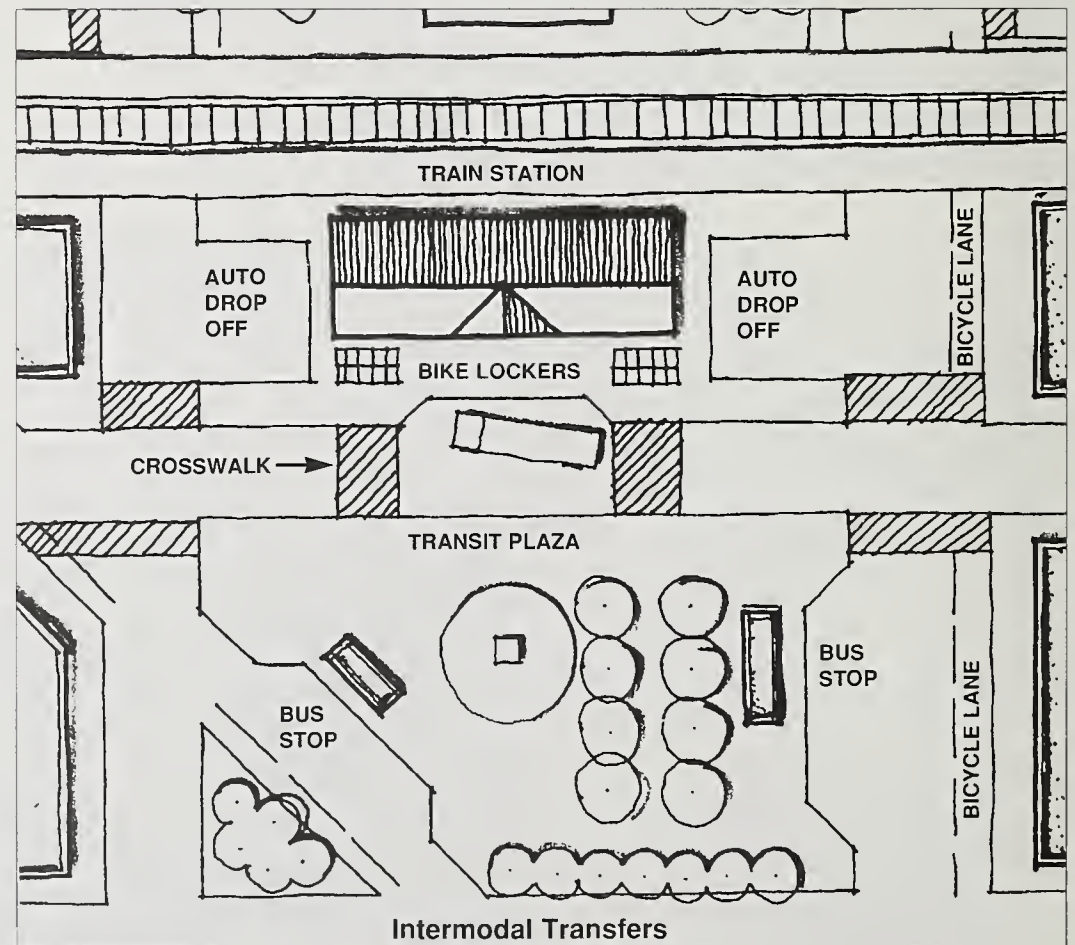 TRAIN STATION
AUTO
DROP
OFF
AUTO
DROP
OFF
BICYCLE LANE
BIKE LOCKERS
CROSSWALK
TRANSIT PLAZA
BUS
STOP
BUS
STOP
BICYCLE LANE
Intermodal Transfers